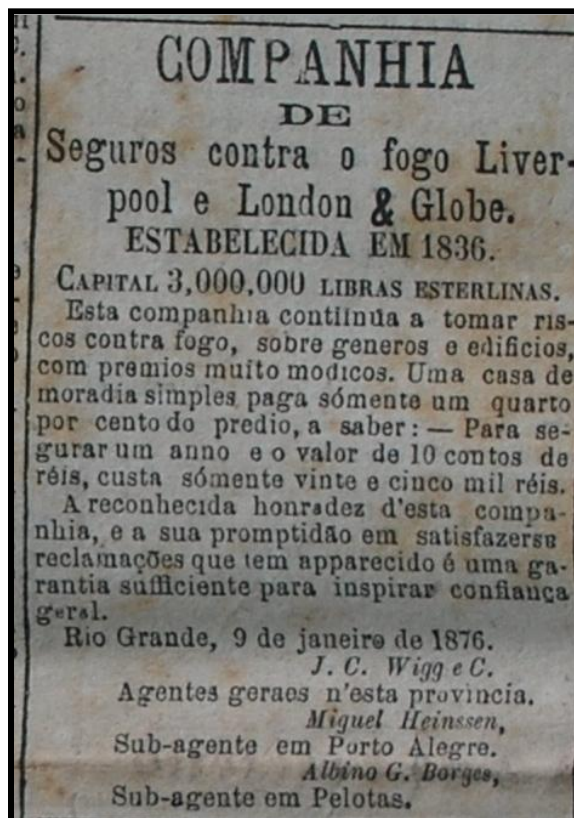 COMPANHIA
DE
Seguros contra o fogo Liver-
pool e London & Globe.
ESTABELECIDA EM 1836.
CAPITAL 3,000,000 LIBRAS ESTERLINAS.
Esta companhia contiinúa a tomar ris-
cos contra fogo, sobre generos e edificios,
com premios muito modicos. Uma casa de
moradia simples paga sómente um quarto
por cento do predio, a saber: — Para se-
gurar um anno e o valor de 10 contos de
réis, custa sómente vinte e cinco mil réis.
A reconhecida honradez d'esta compa-
nhia, e a sua promptidão em satisfazerse
reclamações que tem apparecido é uma ga-
rantia sufficiente para inspirar confiança
geral.
Rio Grande, 9 de janeiro de 1876.
J. C. Wigg e C.
Agentes geraes n'esta provincia.
Miguel Heinssen,
Sub-agente em Porto Alegre.
Albino G. Borges,
Sub-agente em Pelotas.